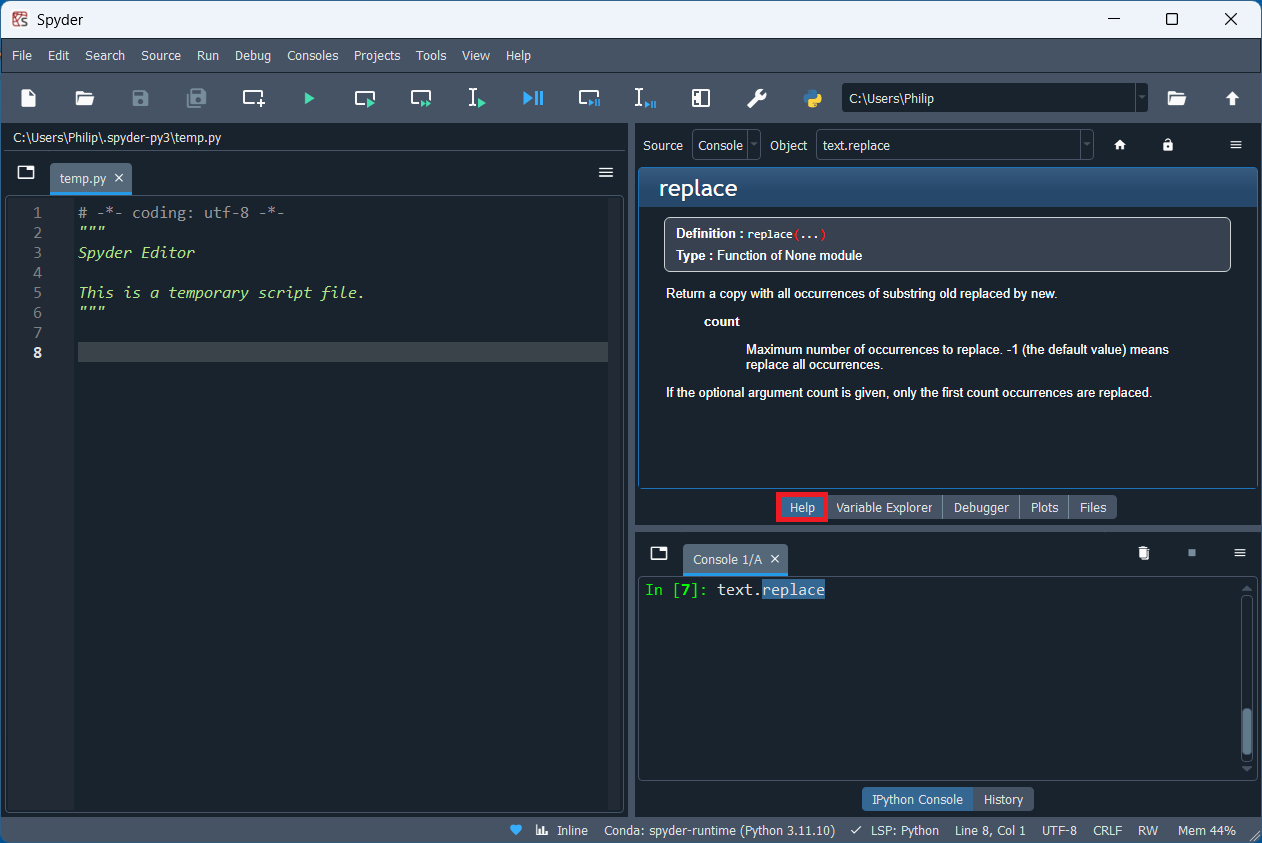 Spyder
File Edit Search Source Run Debug Consoles Projects Tools View Help
C:\Users\Philip
C:\Users\Philip\.spyder-py3\temp.py
temp.py
1 # -*- coding: utf-8 -*-
2 """
3 Spyder Editor
4
5 This is a temporary script file.
6 """
7
8
Source Console Object text.replace
replace
Definition : replace(...)
Type : Function of None module
Return a copy with all occurrences of substring old replaced by new.
count
Maximum number of occurrences to replace. -1 (the default value) means
replace all occurrences.
If the optional argument count is given, only the first count occurrences are replaced.
Help Variable Explorer Debugger Plots Files
Console 1/A
In [7]: text.replace
IPython Console History
Inline Conda: spyder-runtime (Python 3.11.10) LSP: Python Line 8, Col 1 UTF-8 CRLF RW Mem 44%